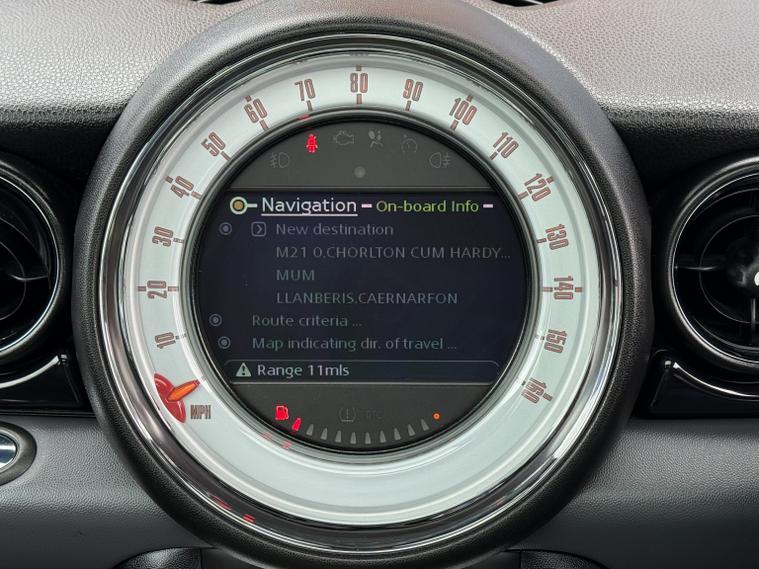 80
70
90
60
100
50
110
40
120
30
130
20
140
10
150
160
MPH
Navigation On-board Info
New destination
M21 0,CHORLTON CUM HARDY...
MUM
LLANBERIS,CAERNARFON
Route criteria ...
Map indicating dir. of travel ...
Range 11mls
DTC